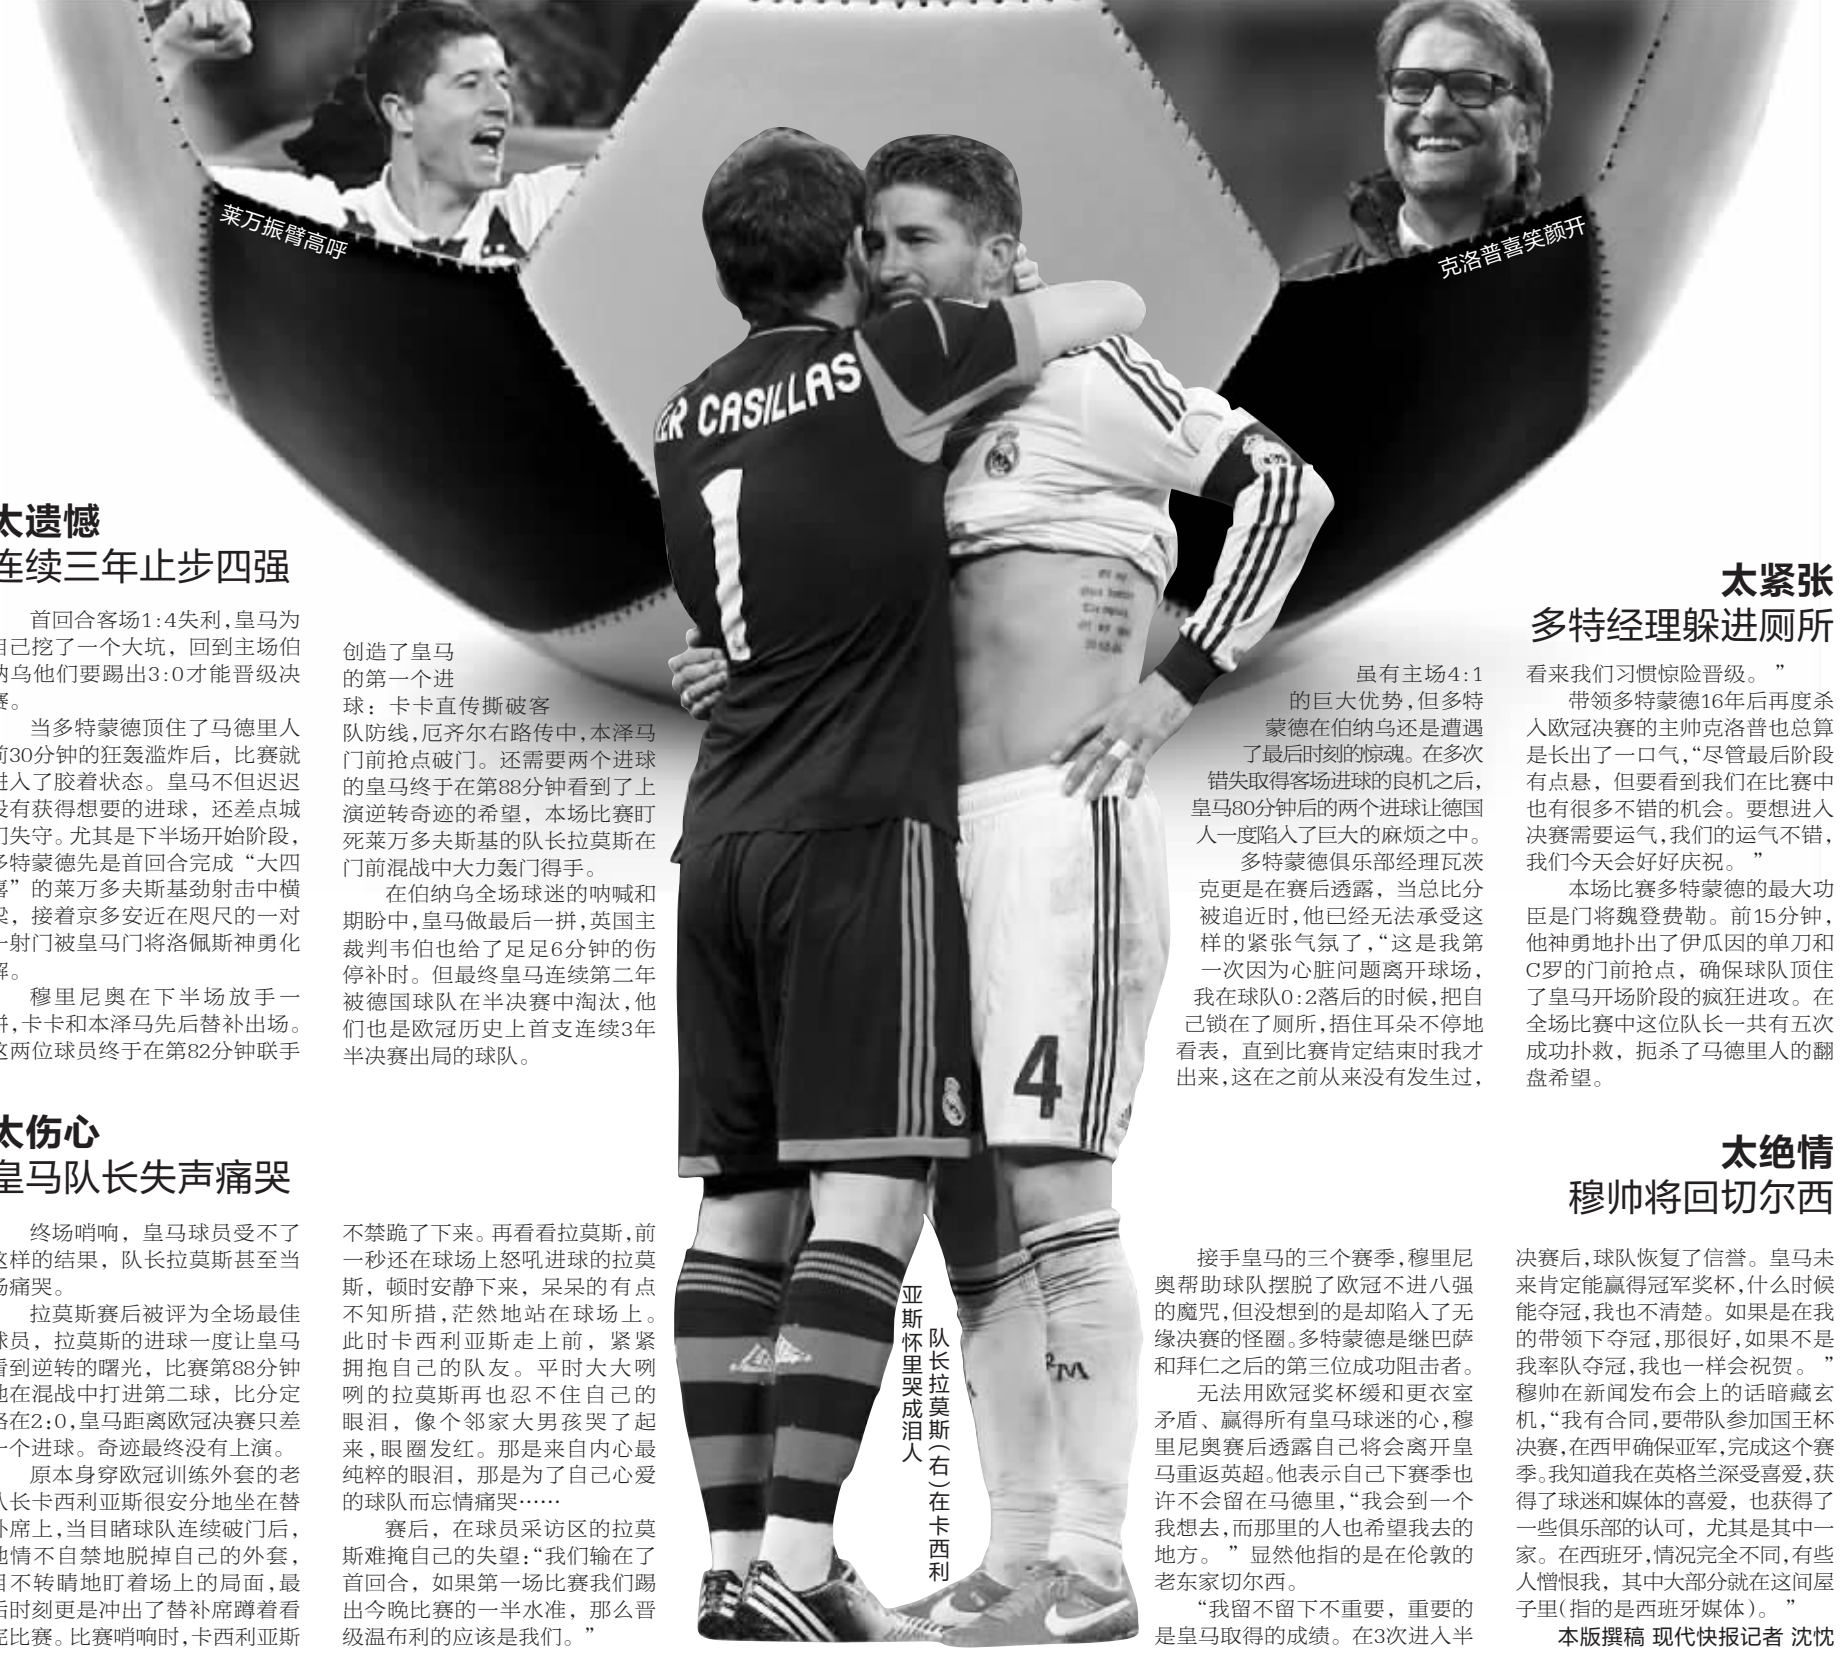 莱万振臂高呼
克洛普喜笑颜开
ER CASILLAS
1
4
太遗憾
连续三年止步四强
首回合客场1:4失利,皇马为
自己挖了一个大坑，回到主场伯
纳乌他们要踢出3:0才能晋级决
赛。
当多特蒙德顶住了马德里人
前30分钟的狂轰滥炸后，比赛就
进入了胶着状态。皇马不但迟迟
没有获得想要的进球，还差点城
门失守。尤其是下半场开始阶段，
多特蒙德先是首回合完成“大四
喜”的莱万多夫斯基劲射击中横
梁，接着京多安近在咫尺的一对
一射门被皇马门将洛佩斯神勇化
解。
穆里尼奥在下半场放手一
拼,卡卡和本泽马先后替补出场。
这两位球员终于在第82分钟联手
创造了皇马
的第一个进
球：卡卡直传撕破客
队防线,厄齐尔右路传中,本泽马
门前抢点破门。还需要两个进球
的皇马终于在第88分钟看到了上
演逆转奇迹的希望，本场比赛盯
死莱万多夫斯基的队长拉莫斯在
门前混战中大力轰门得手。
在伯纳乌全场球迷的呐喊和
期盼中,皇马做最后一拼,英国主
裁判韦伯也给了足足6分钟的伤
停补时。但最终皇马连续第二年
被德国球队在半决赛中淘汰,他
们也是欧冠历史上首支连续3年
半决赛出局的球队。
太紧张
多特经理躲进厕所
虽有主场4:1
的巨大优势,但多特
蒙德在伯纳乌还是遭遇
了最后时刻的惊魂。在多次
错失取得客场进球的良机之后，
皇马80分钟后的两个进球让德国
人一度陷入了巨大的麻烦之中。
多特蒙德俱乐部经理瓦茨
克更是在赛后透露，当总比分
被追近时,他已经无法承受这
样的紧张气氛了,“这是我第
一次因为心脏问题离开球场，
我在球队0:2落后的时候,把自
己锁在了厕所,捂住耳朵不停地
看表，直到比赛肯定结束时我才
出来,这在之前从来没有发生过，
看来我们习惯惊险晋级。”
带领多特蒙德16年后再度杀
入欧冠决赛的主帅克洛普也总算
是长出了一口气,“尽管最后阶段
有点悬，但要看到我们在比赛中
也有很多不错的机会。要想进入
决赛需要运气,我们的运气不错，
我们今天会好好庆祝。”
本场比赛多特蒙德的最大功
臣是门将魏登费勒。前15分钟，
他神勇地扑出了伊瓜因的单刀和
C罗的门前抢点，确保球队顶住
了皇马开场阶段的疯狂进攻。在
全场比赛中这位队长一共有五次
成功扑救，扼杀了马德里人的翻
盘希望。
太伤心
皇马队长失声痛哭
终场哨响，皇马球员受不了
这样的结果，队长拉莫斯甚至当
场痛哭。
拉莫斯赛后被评为全场最佳
球员，拉莫斯的进球一度让皇马
看到逆转的曙光，比赛第88分钟
他在混战中打进第二球，比分定
格在2:0,皇马距离欧冠决赛只差
一个进球。奇迹最终没有上演。
原本身穿欧冠训练外套的老
队长卡西利亚斯很安分地坐在替
补席上,当目睹球队连续破门后，
他情不自禁地脱掉自己的外套，
目不转睛地盯着场上的局面,最
后时刻更是冲出了替补席蹲着看
完比赛。比赛哨响时,卡西利亚斯
不禁跪了下来。再看看拉莫斯,前
一秒还在球场上怒吼进球的拉莫
斯，顿时安静下来，呆呆的有点
不知所措,茫然地站在球场上。
此时卡西利亚斯走上前，紧紧
拥抱自己的队友。平时大大咧
咧的拉莫斯再也忍不住自己的
眼泪，像个邻家大男孩哭了起
来,眼圈发红。那是来自内心最
纯粹的眼泪，那是为了自己心爱
的球队而忘情痛哭……
赛后，在球员采访区的拉莫
斯难掩自己的失望:“我们输在了
首回合，如果第一场比赛我们踢
出今晚比赛的一半水准，那么晋
级温布利的应该是我们。”
队长拉莫斯(右)在卡西利
亚斯怀里哭成泪人
太绝情
穆帅将回切尔西
接手皇马的三个赛季,穆里尼
奥帮助球队摆脱了欧冠不进八强
的魔咒,但没想到的是却陷入了无
缘决赛的怪圈。多特蒙德是继巴萨
和拜仁之后的第三位成功阻击者。
无法用欧冠奖杯缓和更衣室
矛盾、赢得所有皇马球迷的心,穆
里尼奥赛后透露自己将会离开皇
马重返英超。他表示自己下赛季也
许不会留在马德里,“我会到一个
我想去,而那里的人也希望我去的
地方。”显然他指的是在伦敦的
老东家切尔西。
“我留不留下不重要，重要的
是皇马取得的成绩。在3次进入半
决赛后,球队恢复了信誉。皇马未
来肯定能赢得冠军奖杯,什么时候
能夺冠,我也不清楚。如果是在我
的带领下夺冠,那很好,如果不是
我率队夺冠,我也一样会祝贺。”
穆帅在新闻发布会上的话暗藏玄
机,“我有合同,要带队参加国王杯
决赛,在西甲确保亚军,完成这个赛
季。我知道我在英格兰深受喜爱,获
得了球迷和媒体的喜爱，也获得了
一些俱乐部的认可，尤其是其中一
家。在西班牙,情况完全不同,有些
人憎恨我，其中大部分就在这间屋
子里(指的是西班牙媒体)。”
本版撰稿 现代快报记者 沈忱